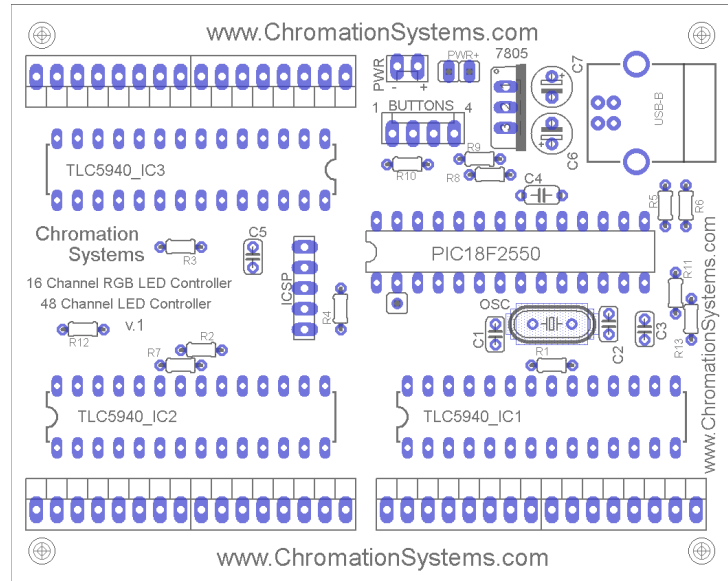 www.ChromationSystems.com
PWR
- +
PWR+
7805
C7
USB-B
1 BUTTONS 4
C6
R9
R10
R8
TLC5940_IC3
C4
R5
R6
Chromation
Systems
R3
C5
ICSP
PIC18F2550
16 Channel RGB LED Controller
48 Channel LED Controller
v.1
R4
OSC
R11
R12
R2
R7
C1
R1
C2
C3
R13
www.ChromationSystems.com
TLC5940_IC2
TLC5940_IC1
www.ChromationSystems.com